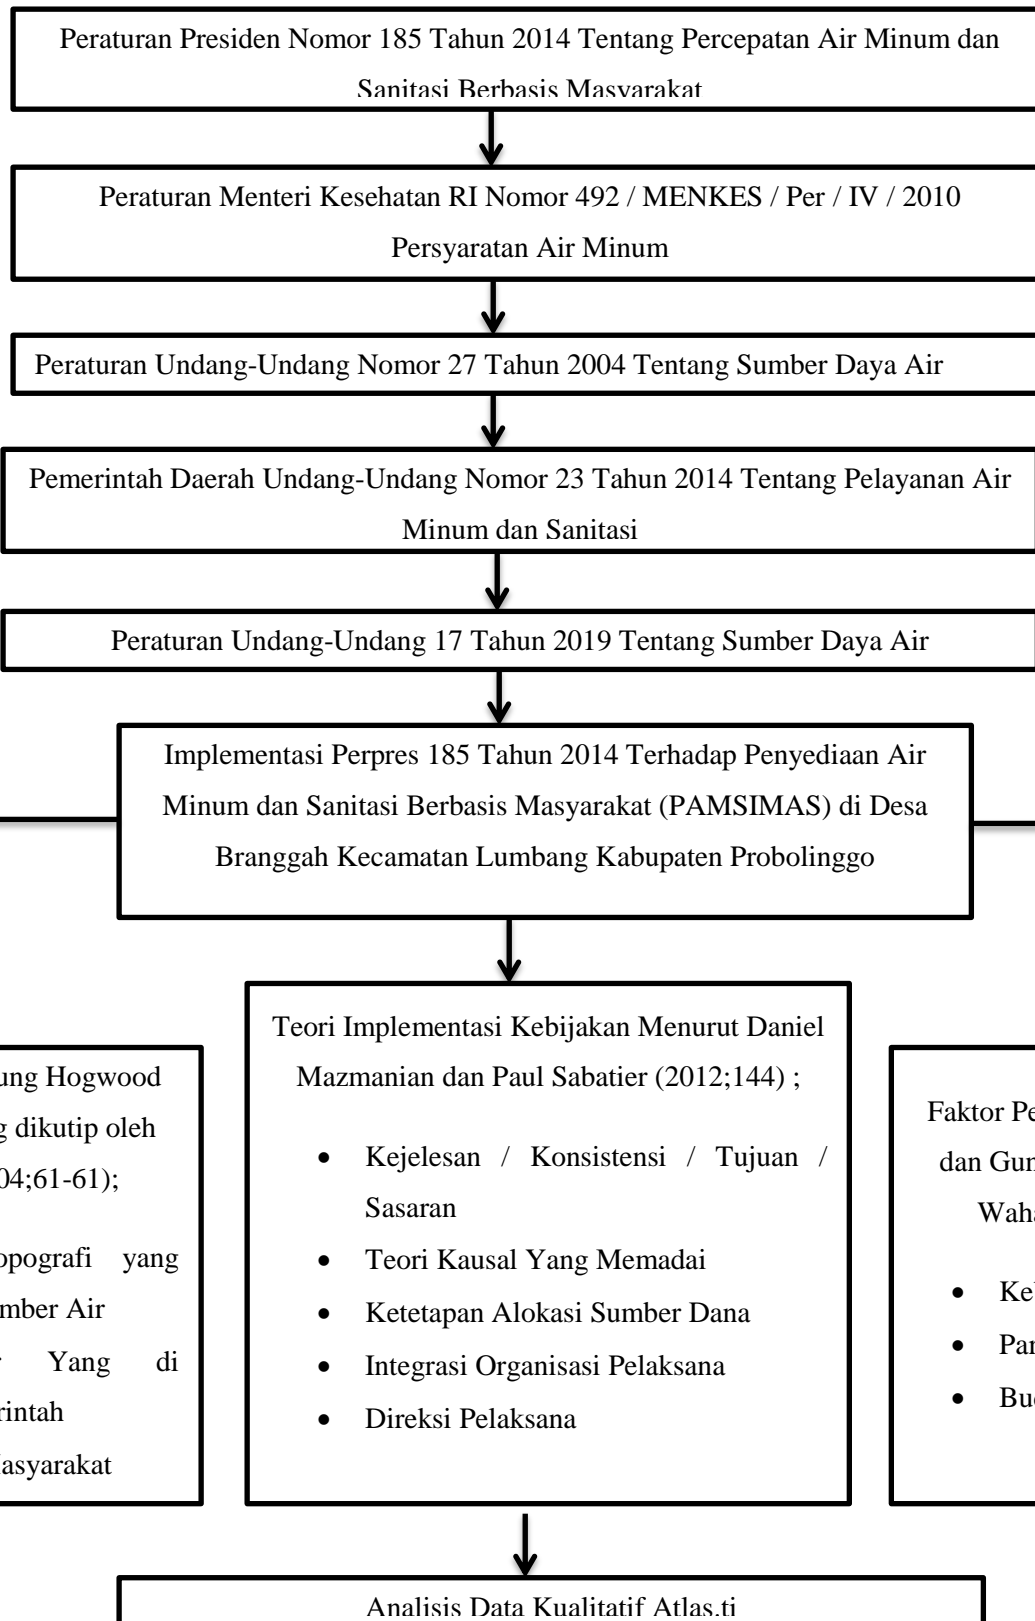 Peraturan Presiden Nomor 185 Tahun 2014 Tentang Percepatan Air Minum dan
Sanitasi Berbasis Masyarakat
Peraturan Menteri Kesehatan RI Nomor 492 / MENKES / Per / IV / 2010
Persyaratan Air Minum
Peraturan Undang-Undang Nomor 27 Tahun 2004 Tentang Sumber Daya Air
Pemerintah Daerah Undang-Undang Nomor 23 Tahun 2014 Tentang Pelayanan Air
Minum dan Sanitasi
Peraturan Undang-Undang 17 Tahun 2019 Tentang Sumber Daya Air
Implementasi Perpres 185 Tahun 2014 Terhadap Penyediaan Air
Minum dan Sanitasi Berbasis Masyarakat (PAMSIMAS) di Desa
Branggah Kecamatan Lumbang Kabupaten Probolinggo
ung Hogwood
g dikutip oleh
04;61-61);
opografi yang
mber Air
Yang di
rintah
asyarakat
Teori Implementasi Kebijakan Menurut Daniel
Mazmanian dan Paul Sabatier (2012;144) ;
• Kejelesan / Konsistensi / Tujuan /
Sasaran
• Teori Kausal Yang Memadai
• Ketetapan Alokasi Sumber Dana
• Integrasi Organisasi Pelaksana
• Direksi Pelaksana
Faktor Pe
dan Gun
Waha
• Ke
• Par
• Bu
Analisis Data Kualitatif Atlas.ti